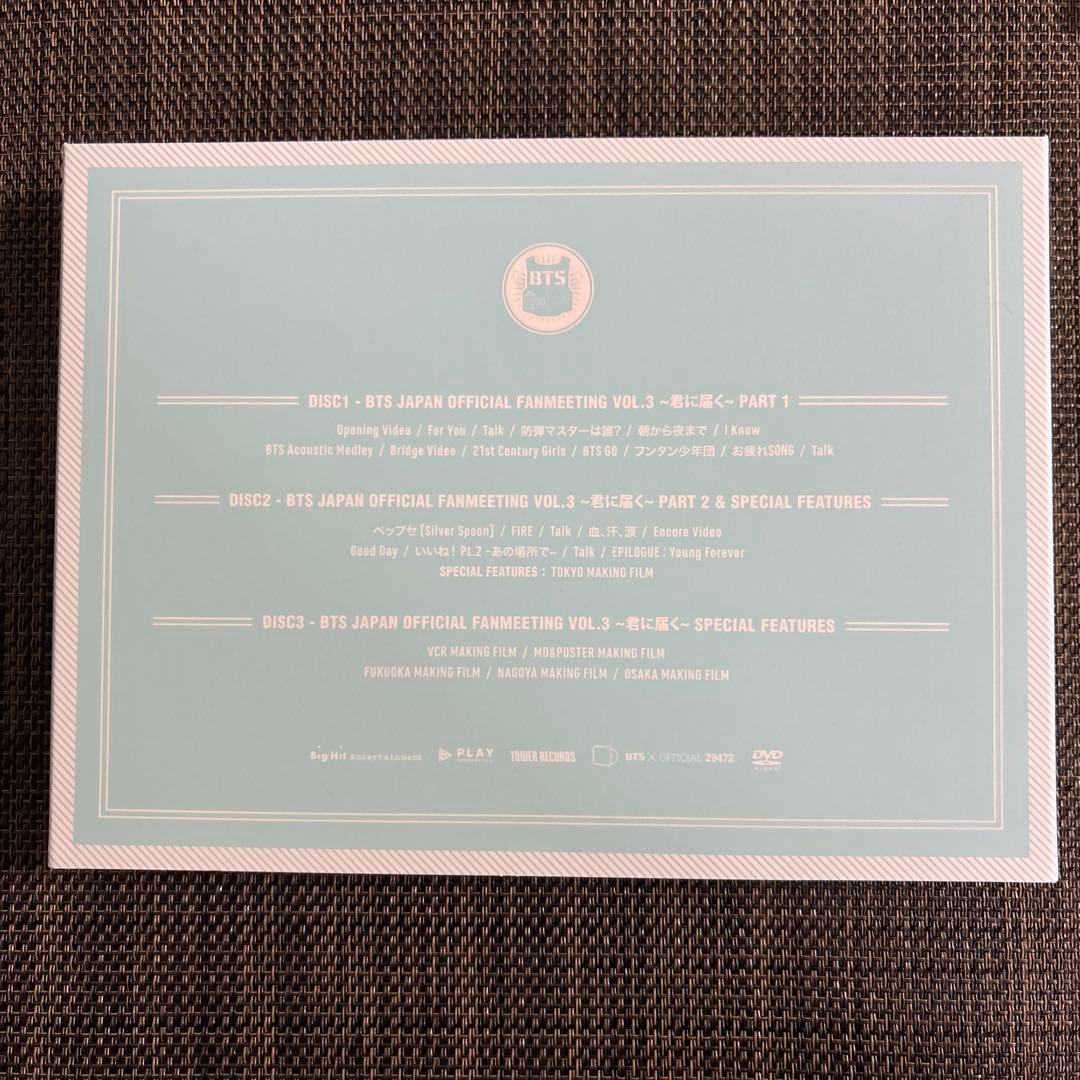 BTS
DISC1 - BTS JAPAN OFFICIAL FANMEETING VOL.3 ~君に届く~ PART 1
Opening Video / For You / Talk / 防弾マスターは誰? / 朝から夜まで / I Know
BTS Acoustic Medley / Bridge Video / 21st Century Girls / BTS GO / フンタン少年団 / お疲れSONG / Talk
DISC2 - BTS JAPAN OFFICIAL FANMEETING VOL.3 ~君に届く~ PART 2 & SPECIAL FEATURES
ペップセ [Silver Spoon] / FIRE / Talk / 血、汗、涙 / Encore Video
Good Day / いいね! Pt.2 -あの場所で- / Talk / EPILOGUE : Young Forever
SPECIAL FEATURES : TOKYO MAKING FILM
DISC3 - BTS JAPAN OFFICIAL FANMEETING VOL.3 ~君に届く~ SPECIAL FEATURES
VCR MAKING FILM / MD&POSTER MAKING FILM
FUKUOKA MAKING FILM / NAGOYA MAKING FILM / OSAKA MAKING FILM
Big Hit Entertainment PLAY TOWER RECORDS BTS × OFFICIAL 29472 DVD VIDEO